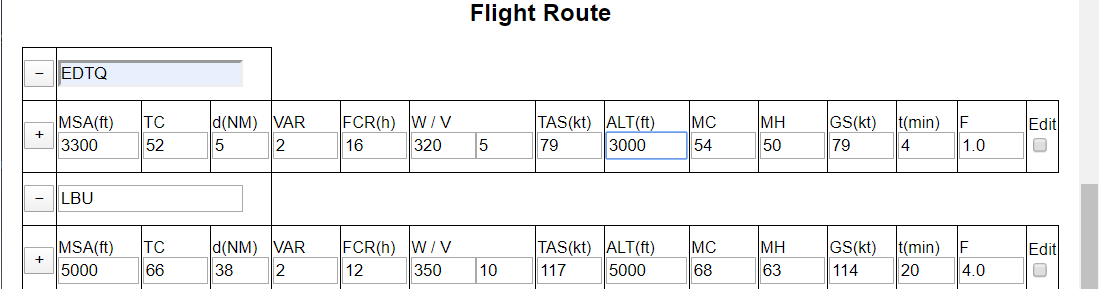 Flight Route
− EDTQ
MSA(ft) TC d(NM) VAR FCR(h) W / V TAS(kt) ALT(ft) MC MH GS(kt) t(min) F Edit
+ 3300 52 5 2 16 320 5 79 3000 54 50 79 4 1.0
− LBU
MSA(ft) TC d(NM) VAR FCR(h) W / V TAS(kt) ALT(ft) MC MH GS(kt) t(min) F Edit
+ 5000 66 38 2 12 350 10 117 5000 68 63 114 20 4.0